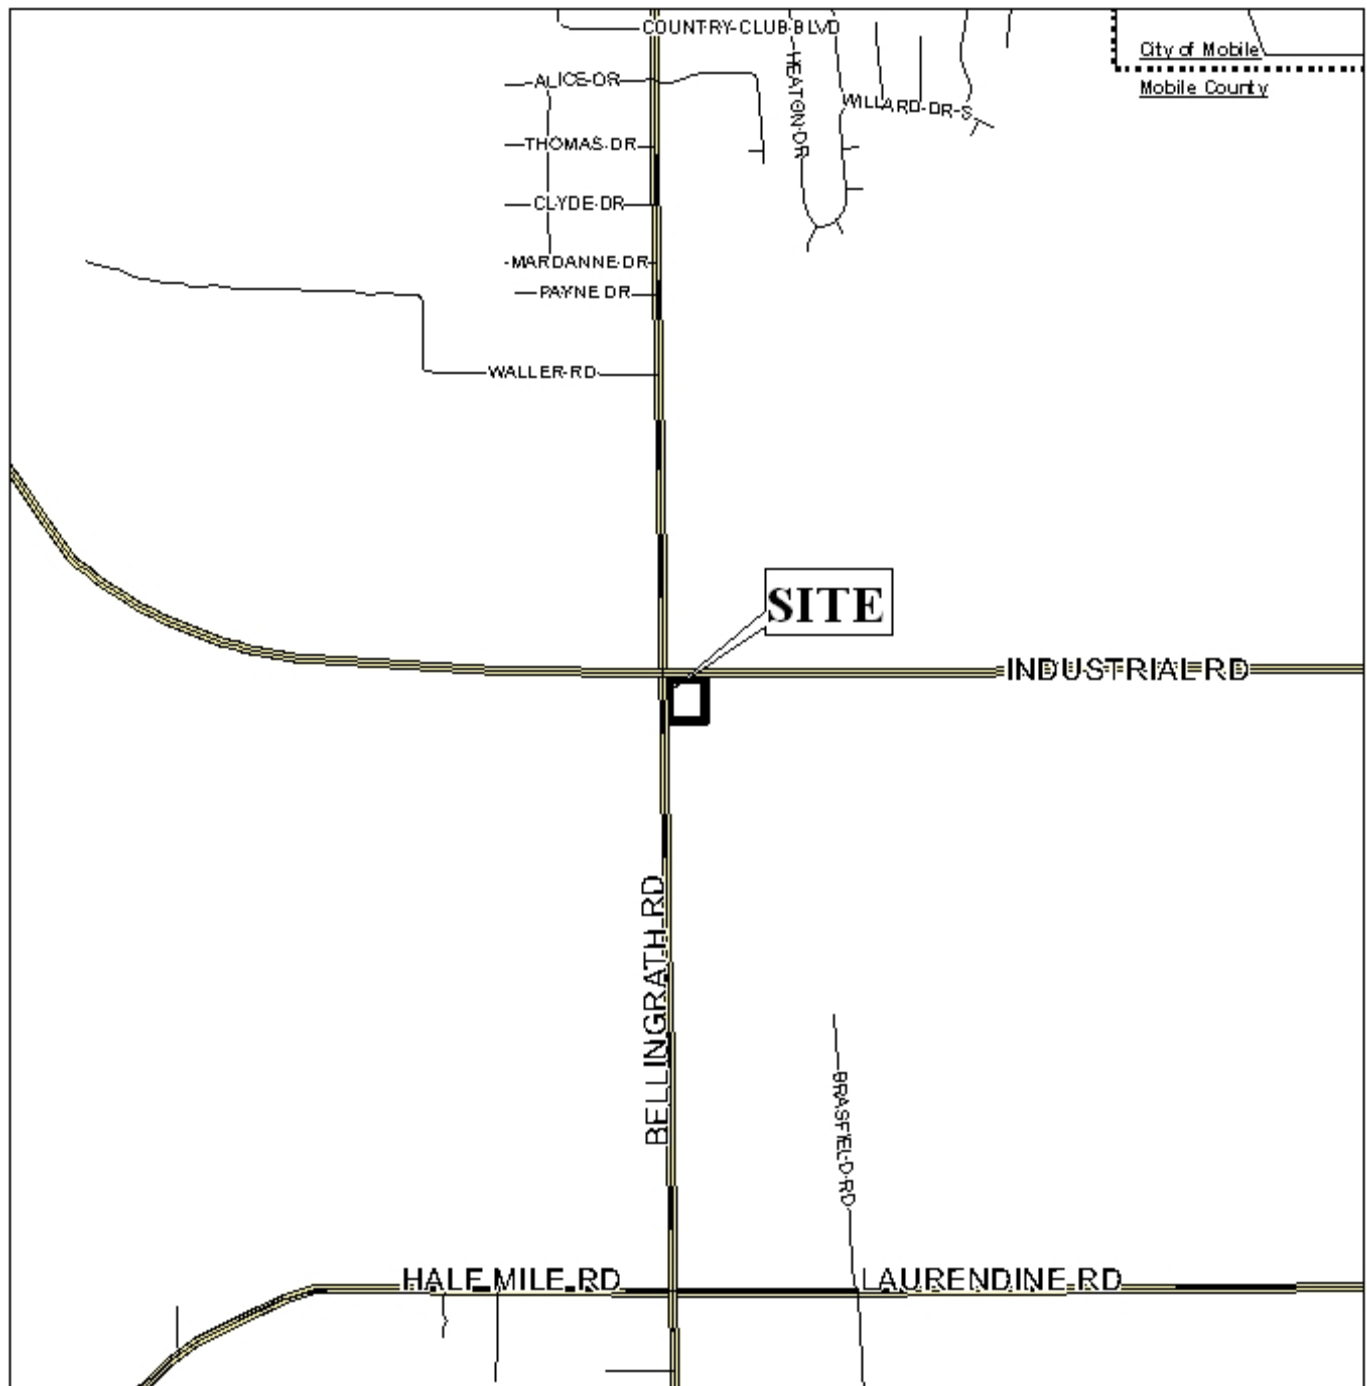 COUNTRY CLUB BLVD
City of Mobile
ALICE DR
HEATON DR
Mobile County
WILLARD DR S
THOMAS DR
CLYDE DR
MARDANNE DR
PAYNE DR
WALLER RD
SITE
INDUSTRIAL RD
BELLINGRATH RD
BRASFIELD RD
HALF MILE RD
LAURENDINE RD